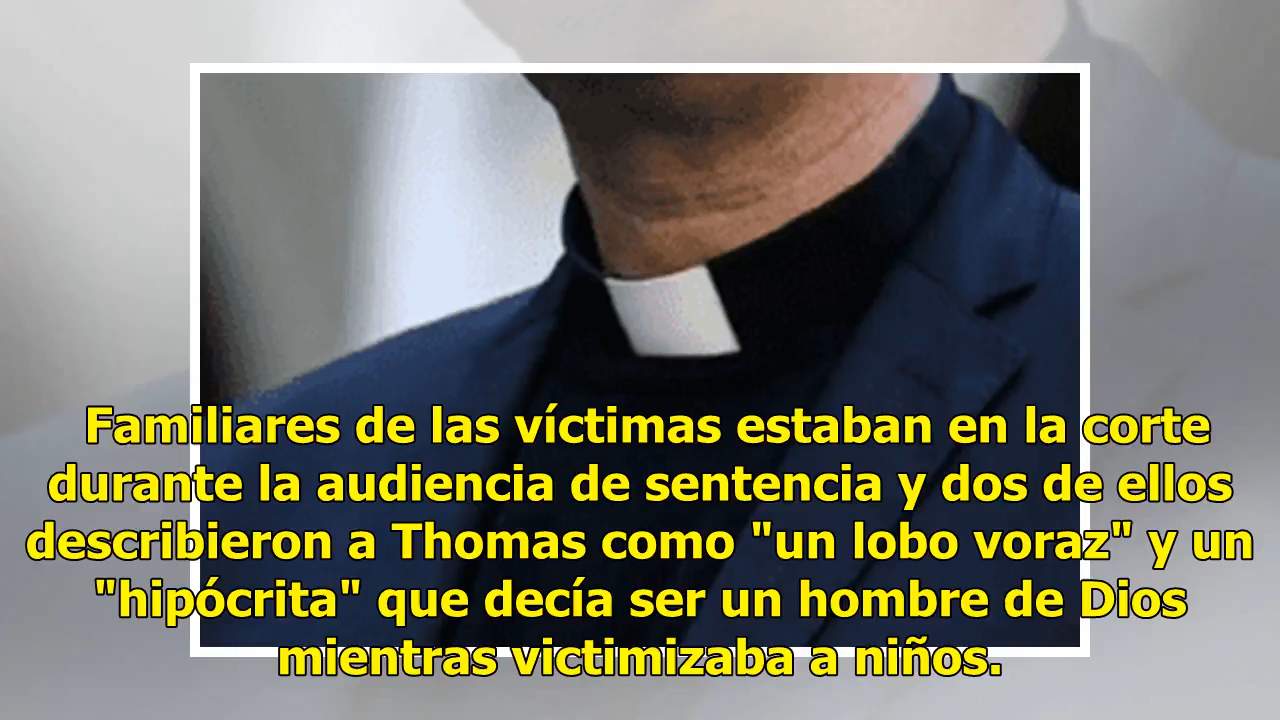 Familiares de las víctimas estaban en la corte
durante la audiencia de sentencia y dos de ellos
describieron a Thomas como "un lobo voraz" y un
"hipócrita" que decía ser un hombre de Dios
mientras victimizaba a niños.